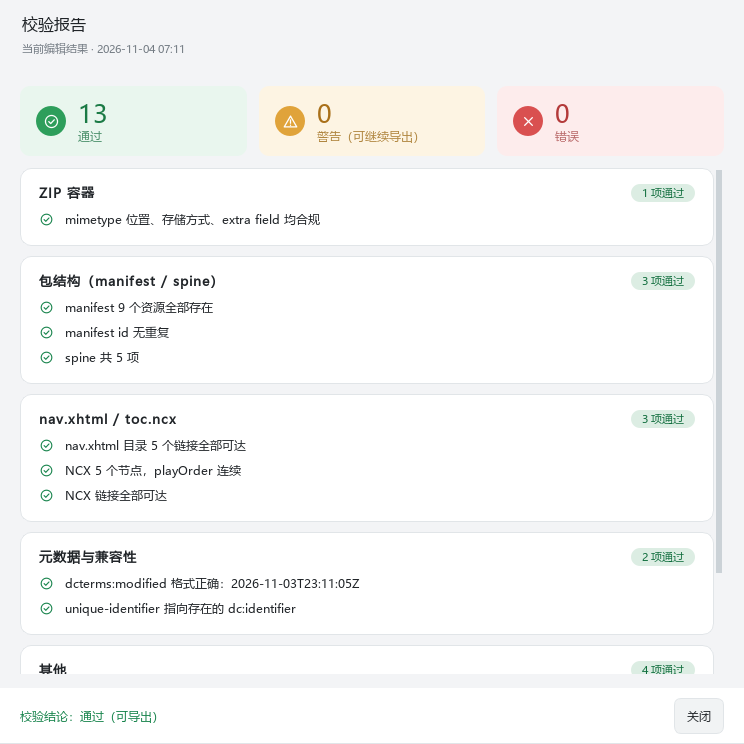 校验报告
当前编辑结果 · 2026-11-04 07:11
13
通过
0
警告（可继续导出）
0
错误
ZIP 容器
1 项通过
mimetype 位置、存储方式、extra field 均合规
包结构（manifest / spine）
3 项通过
manifest 9 个资源全部存在
manifest id 无重复
spine 共 5 项
nav.xhtml / toc.ncx
3 项通过
nav.xhtml 目录 5 个链接全部可达
NCX 5 个节点，playOrder 连续
NCX 链接全部可达
元数据与兼容性
2 项通过
dcterms:modified 格式正确：2026-11-03T23:11:05Z
unique-identifier 指向存在的 dc:identifier
其他
4 项通过
校验结论：通过（可导出）
关闭